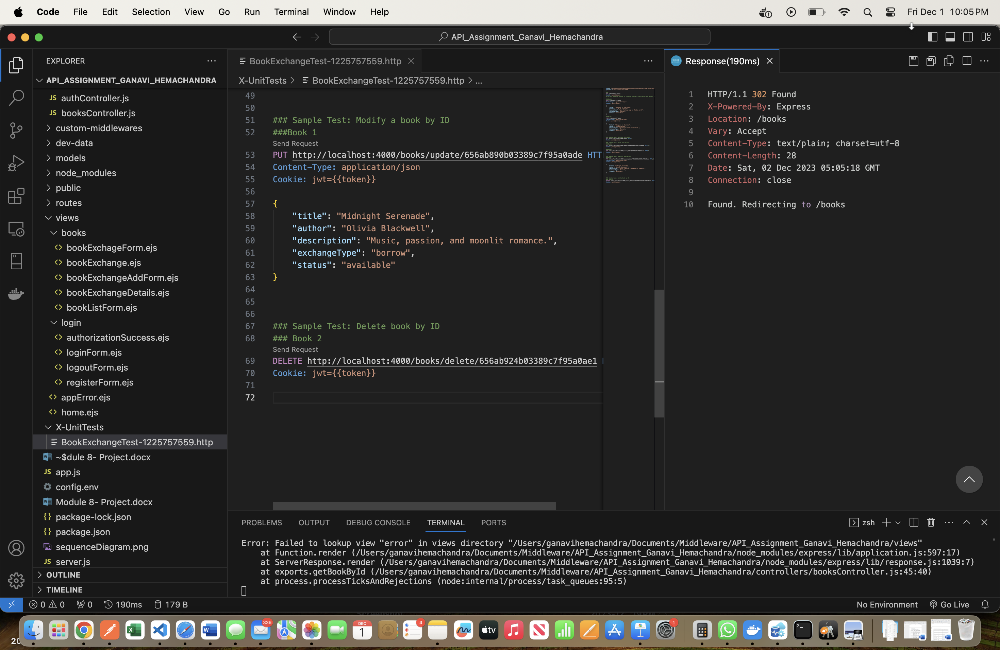 Code File Edit Selection View Go Run Terminal Window Help Fri Dec 1 10:05 PM
API_Assignment_Ganavi_Hemachandra
EXPLORER
API_ASSIGNMENT_GANAVI_HEMACHANDRA
JS authController.js
JS booksController.js
custom-middlewares
dev-data
models
node_modules
public
routes
views
books
bookExchageForm.ejs
bookExchange.ejs
bookExchangeAddForm.ejs
bookExchangeDetails.ejs
bookListForm.ejs
login
authorizationSuccess.ejs
loginForm.ejs
logoutForm.ejs
registerForm.ejs
appError.ejs
home.ejs
X-UnitTests
BookExchangeTest-1225757559.http
~$dule 8- Project.docx
JS app.js
config.env
Module 8- Project.docx
{} package-lock.json
{} package.json
sequenceDiagram.png
JS server.js
OUTLINE
TIMELINE
BookExchangeTest-1225757559.http
X-UnitTests > BookExchangeTest-1225757559.http > ...
49
50
51 ### Sample Test: Modify a book by ID
52 ###Book 1
Send Request
53 PUT http://localhost:4000/books/update/656ab890b03389c7f95a0ade HTT
54 Content-Type: application/json
55 Cookie: jwt={{token}}
56
57 {
58 "title": "Midnight Serenade",
59 "author": "Olivia Blackwell",
60 "description": "Music, passion, and moonlit romance.",
61 "exchangeType": "borrow",
62 "status": "available"
63 }
64
65
66
67 ### Sample Test: Delete book by ID
68 ### Book 2
Send Request
69 DELETE http://localhost:4000/books/delete/656ab924b03389c7f95a0ae1
70 Cookie: jwt={{token}}
71
72
Response(190ms)
1 HTTP/1.1 302 Found
2 X-Powered-By: Express
3 Location: /books
4 Vary: Accept
5 Content-Type: text/plain; charset=utf-8
6 Content-Length: 28
7 Date: Sat, 02 Dec 2023 05:05:18 GMT
8 Connection: close
9
10 Found. Redirecting to /books
PROBLEMS OUTPUT DEBUG CONSOLE TERMINAL PORTS zsh
Error: Failed to lookup view "error" in views directory "/Users/ganavihemachandra/Documents/Middleware/API_Assignment_Ganavi_Hemachandra/views"
at Function.render (/Users/ganavihemachandra/Documents/Middleware/API_Assignment_Ganavi_Hemachandra/node_modules/express/lib/application.js:597:17)
at ServerResponse.render (/Users/ganavihemachandra/Documents/Middleware/API_Assignment_Ganavi_Hemachandra/node_modules/express/lib/response.js:1039:7)
at exports.getBookById (/Users/ganavihemachandra/Documents/Middleware/API_Assignment_Ganavi_Hemachandra/controllers/booksController.js:45:40)
at process.processTicksAndRejections (node:internal/process/task_queues:95:5)
0 0 0 190ms 179 B No Environment Go Live
336 DEC 1 4 tv 1
20